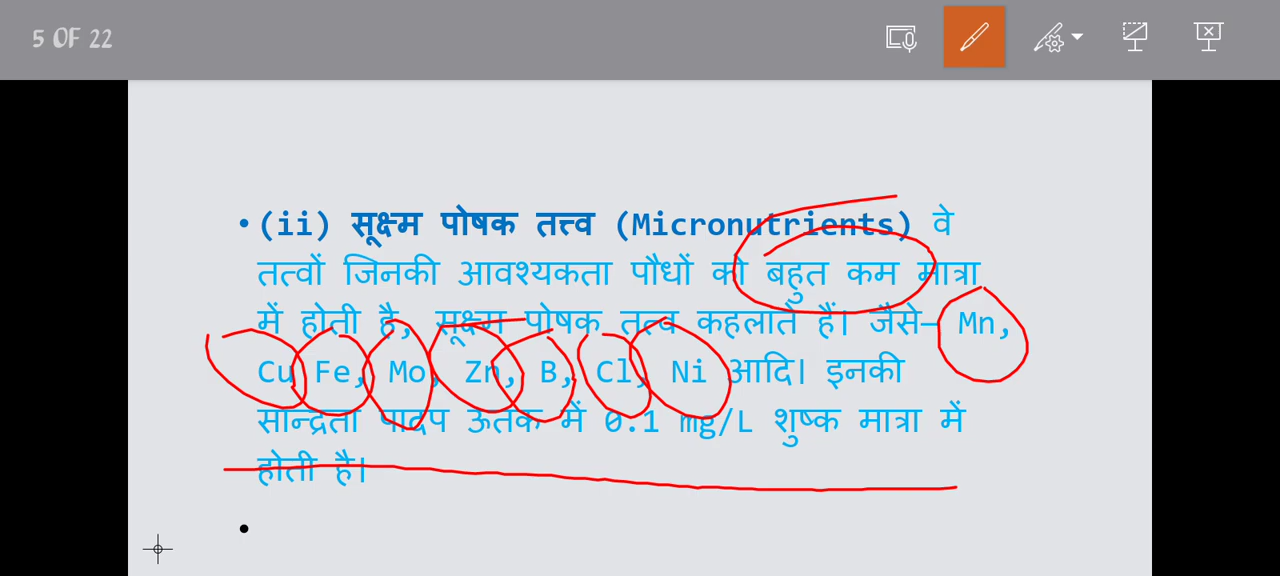 5 OF 22
• (ii) सूक्ष्म पोषक तत्त्व (Micronutrients) वे
तत्वों जिनकी आवश्यकता पौधों को बहुत कम मात्रा
में होती है, सूक्ष्म पोषक तत्व कहलाते हैं। जैसे– Mn,
Cu Fe, Mo, Zn, B, Cl, Ni आदि। इनकी
सान्द्रता पादप ऊतक में 0.1 mg/L शुष्क मात्रा में
होती है।
•